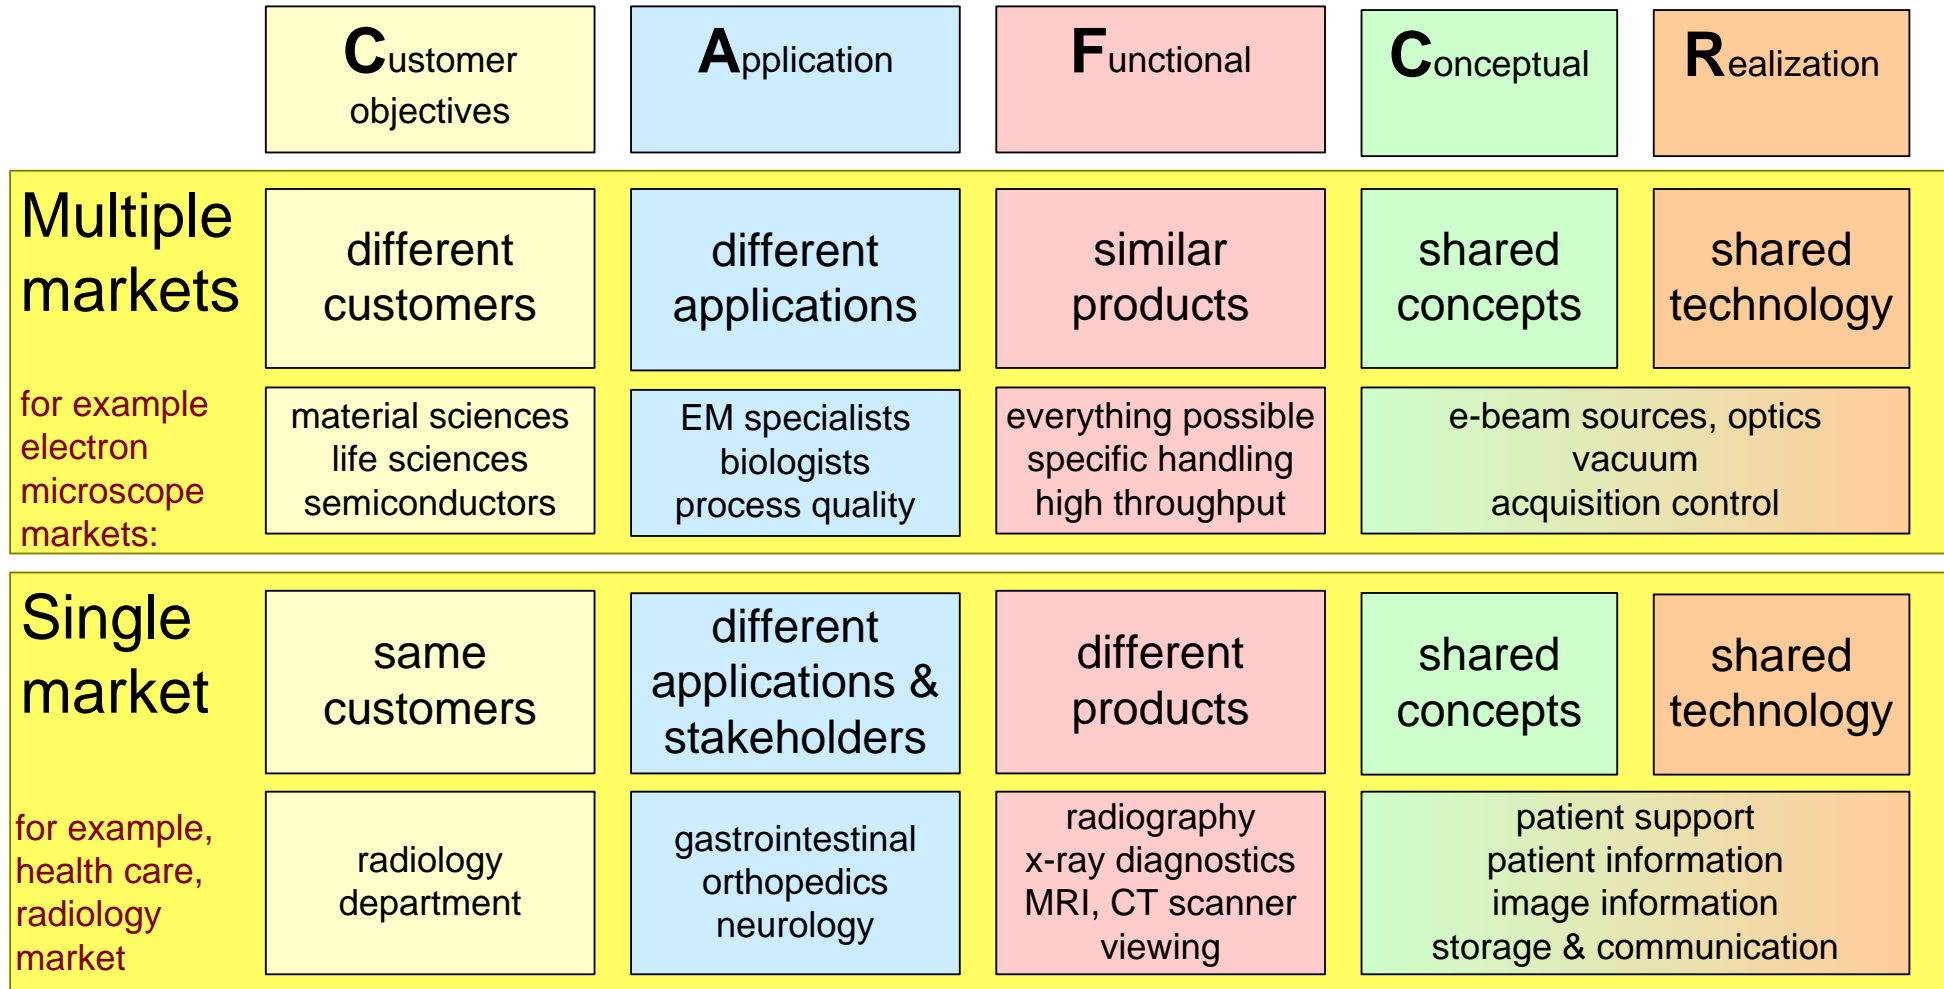 Customer
objectives
Application
Functional
Conceptual
Realization
Multiple
markets
different
customers
different
applications
similar
products
shared
concepts
shared
technology
for example
electron
microscope
markets:
material sciences
life sciences
semiconductors
EM specialists
biologists
process quality
everything possible
specific handling
high throughput
e-beam sources, optics
vacuum
acquisition control
Single
market
same
customers
different
applications &
stakeholders
different
products
shared
concepts
shared
technology
for example,
health care,
radiology
market
radiology
department
gastrointestinal
orthopedics
neurology
radiography
x-ray diagnostics
MRI, CT scanner
viewing
patient support
patient information
image information
storage & communication